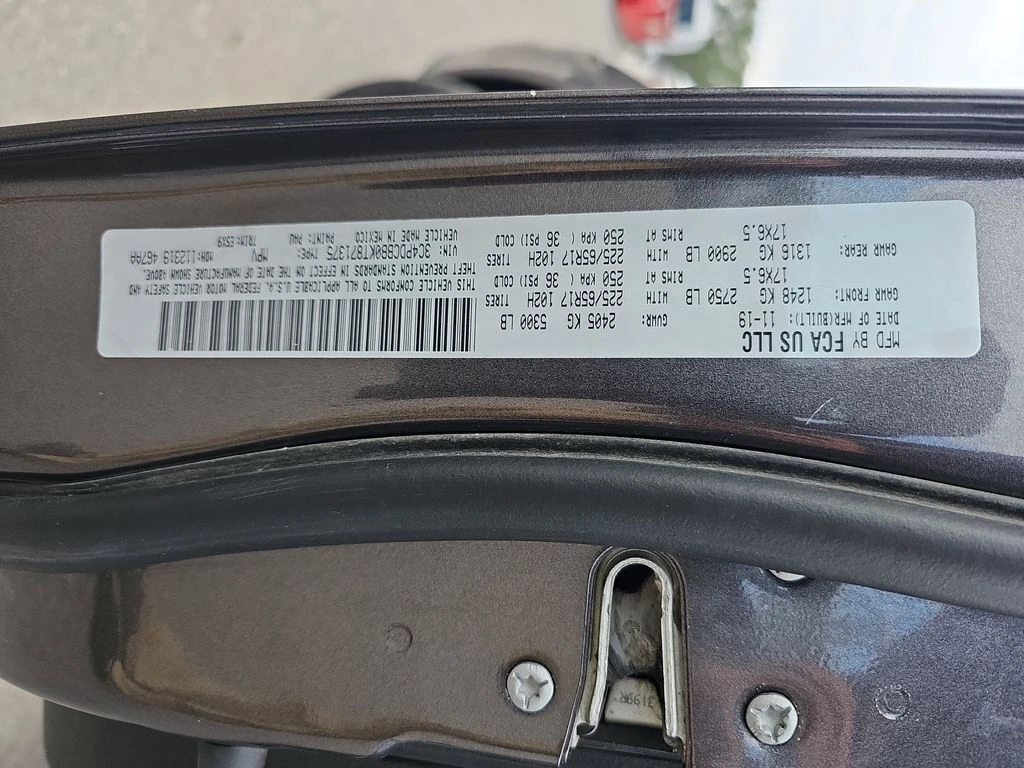 MFD BY FCA US LLC
DATE OF MFR(BUILT): 11-19 GVWR: 2405 KG 5300 LB
GAWR FRONT: 1248 KG 2750 LB WITH TIRES 225/65R17 102H
17X6.5 RIMS AT 250 KPA ( 36 PSI) COLD
GAWR REAR: 1316 KG 2900 LB WITH TIRES 225/65R17 102H
17X6.5 RIMS AT 250 KPA ( 36 PSI) COLD
THIS VEHICLE CONFORMS TO ALL APPLICABLE U.S.A. FEDERAL MOTOR VEHICLE SAFETY AND
THEFT PREVENTION STANDARDS IN EFFECT ON THE DATE OF MANUFACTURE SHOWN ABOVE.
VIN: 3C4PDCBB0KT871375 TYPE: MPV MDH: 112319 467AA
VEHICLE MADE IN MEXICO PAINT: PAU TRIM: E5X9
3199R